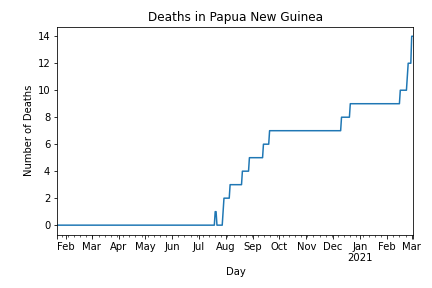 Deaths in Papua New Guinea
14
12
10
8
6
4
2
0
Number of Deaths
Feb Mar Apr May Jun Jul Aug Sep Oct Nov Dec Jan Feb Mar
2021
Day